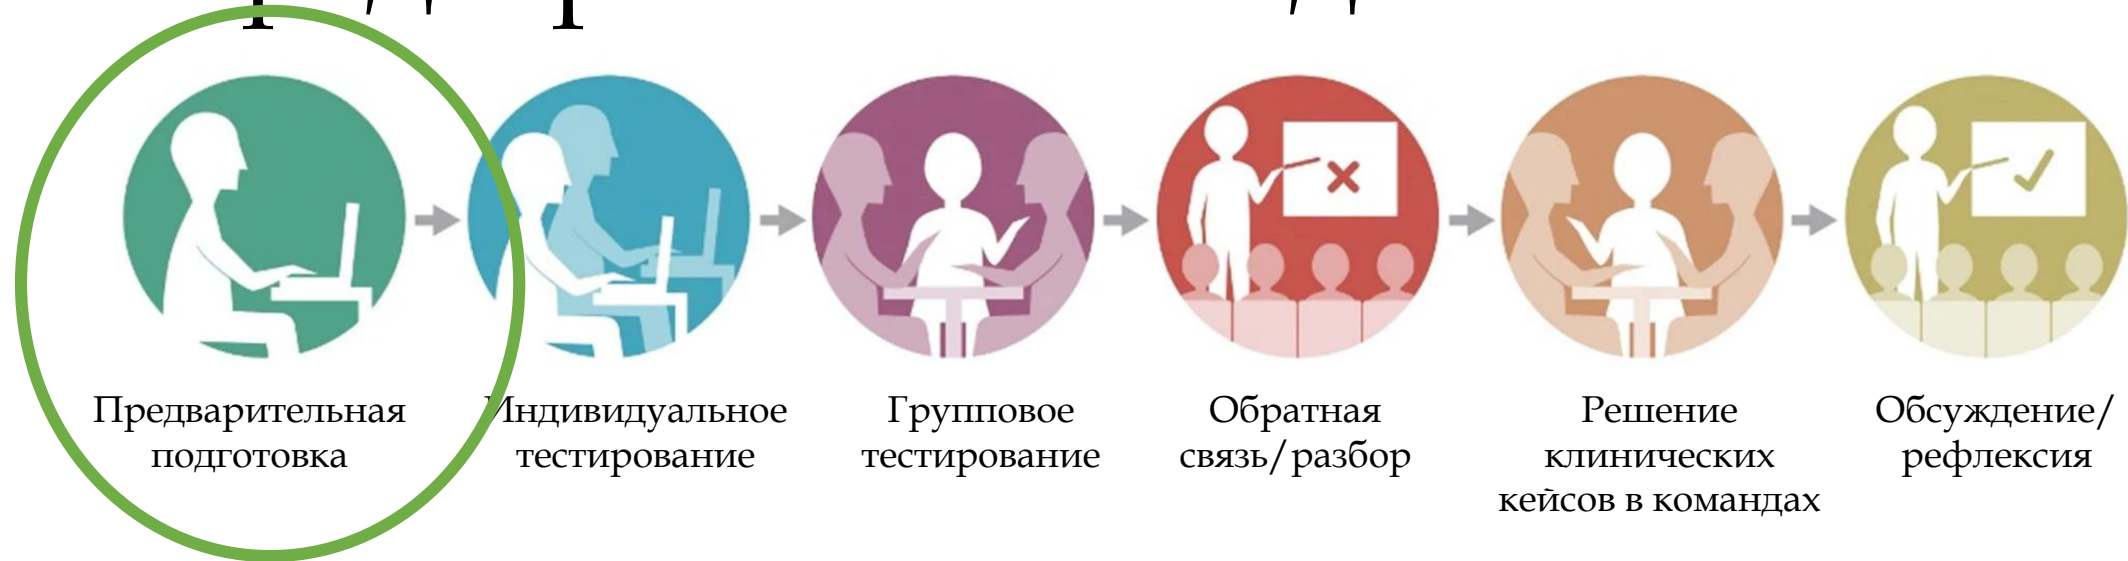 Предварительная
подготовка
Индивидуальное
тестирование
Групповое
тестирование
Обратная
связь/разбор
Решение
клинических
кейсов в командах
Обсуждение/
рефлексия